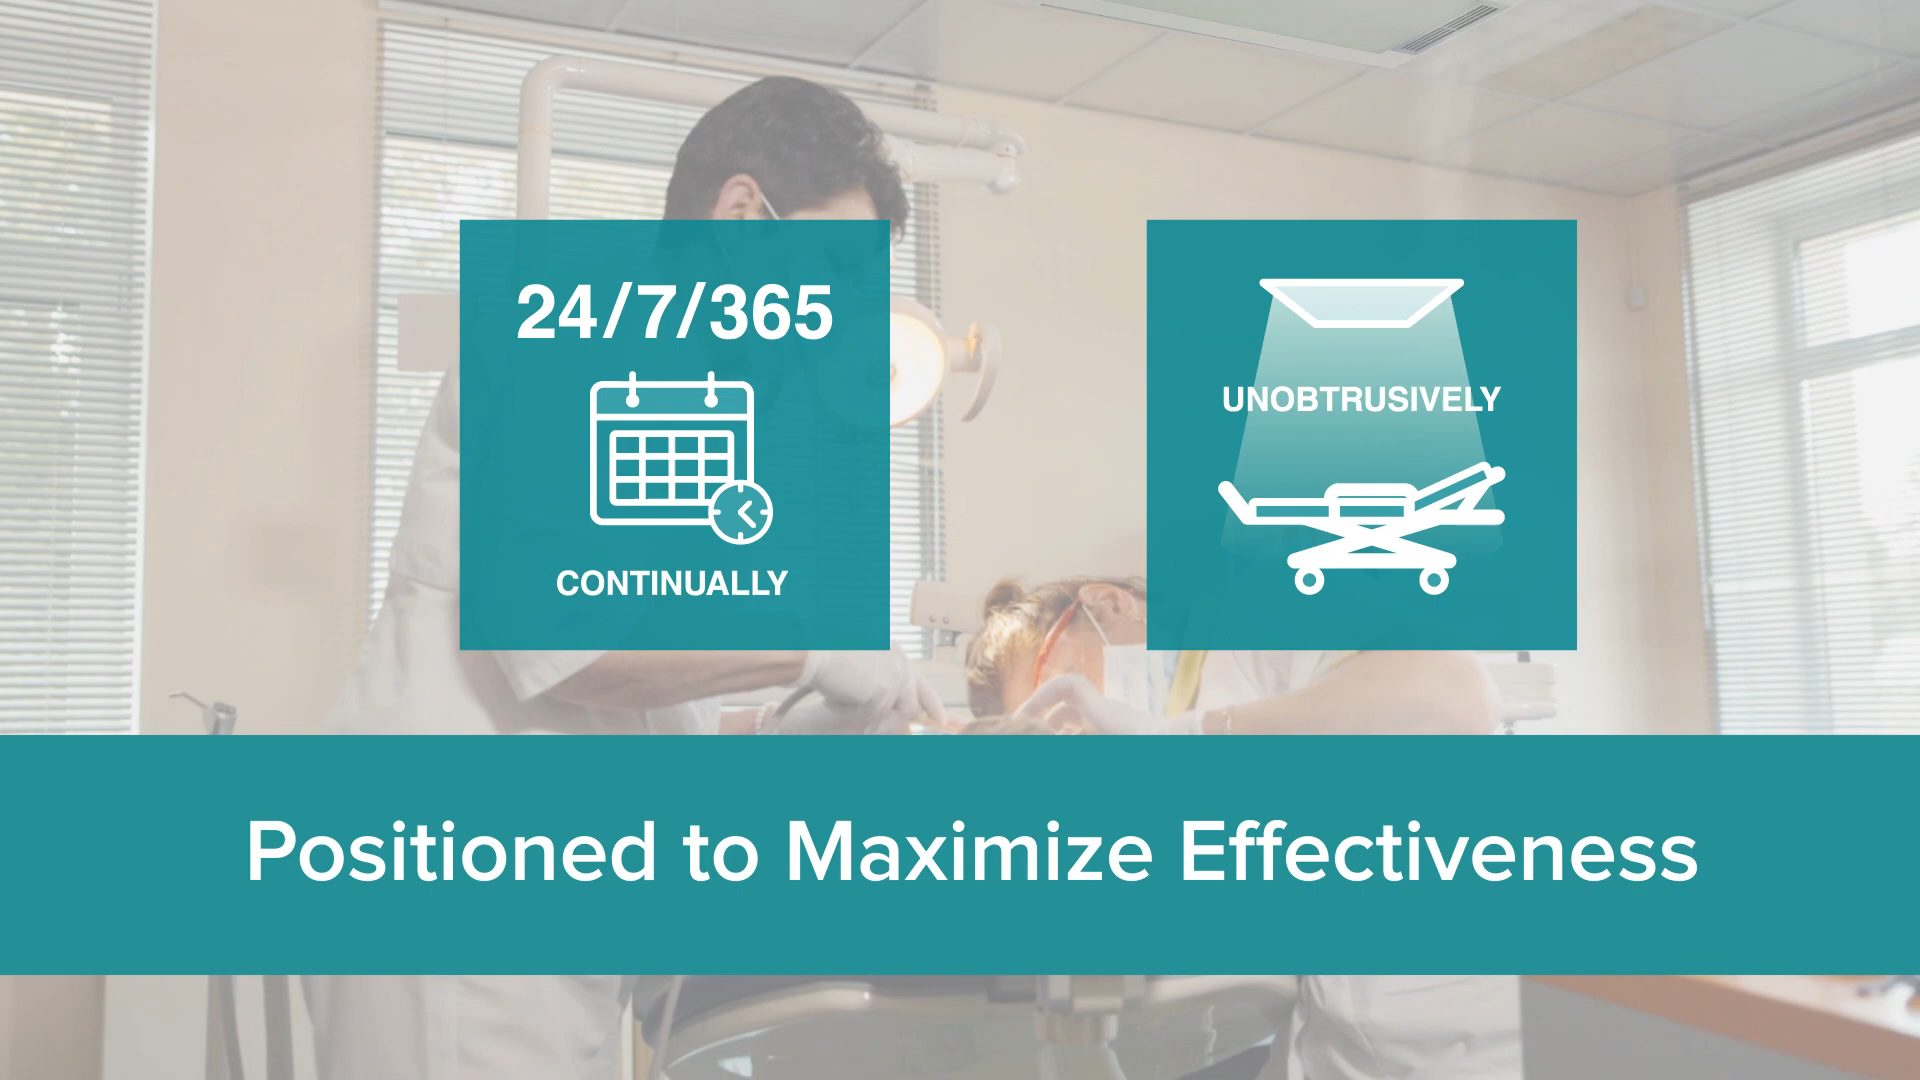 24/7/365
CONTINUALLY
UNOBTRUSIVELY
Positioned to Maximize Effectiveness